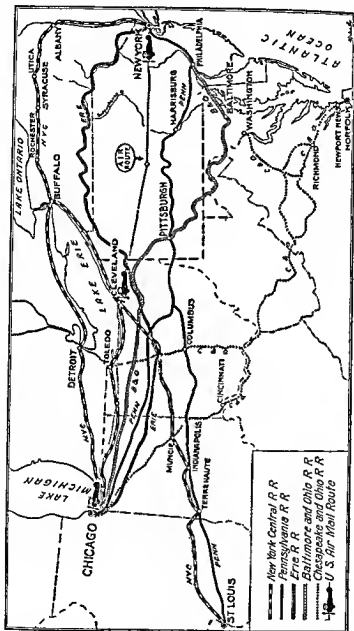 LAKE ONTARIO
UTICA
SYRACUSE
ROCHESTER
ALBANY
NYC
BUFFALO
LAKE ERIE
ERIE
NEW YORK
PHILADELPHIA
ATLANTIC
OCEAN
AIR
ROUTE
HARRISBURG
PENN
BALTIMORE
WASHINGTON
B & O
RICHMOND
NEWPORT NEWS
NORFOLK
C & O
PITTSBURGH
CLEVELAND
DETROIT
TOLEDO
COLUMBUS
CINCINNATI
LAKE
MICHIGAN
CHICAGO
NYC
PENN
B & O
ERIE
MUNCIE
INDIANAPOLIS
TERRE HAUTE
NYC
PENN
ST LOUIS
New York Central R R
Pennsylvania R R
Erie R R
Baltimore and Ohio R R
Chesapeake and Ohio R R
U S Air Mail Route